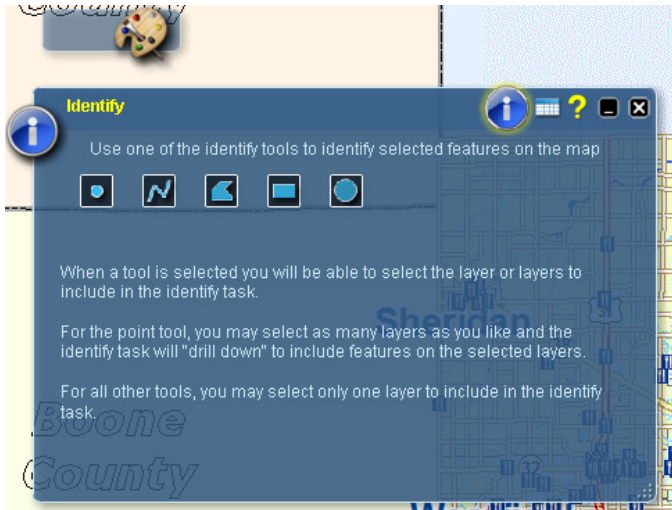 County
Identify
?
Use one of the identify tools to identify selected features on the map
When a tool is selected you will be able to select the layer or layers to
include in the identify task.
For the point tool, you may select as many layers as you like and the
identify task will "drill down" to include features on the selected layers.
For all other tools, you may select only one layer to include in the identify
task.
Sheridan
31
Boone
County
32